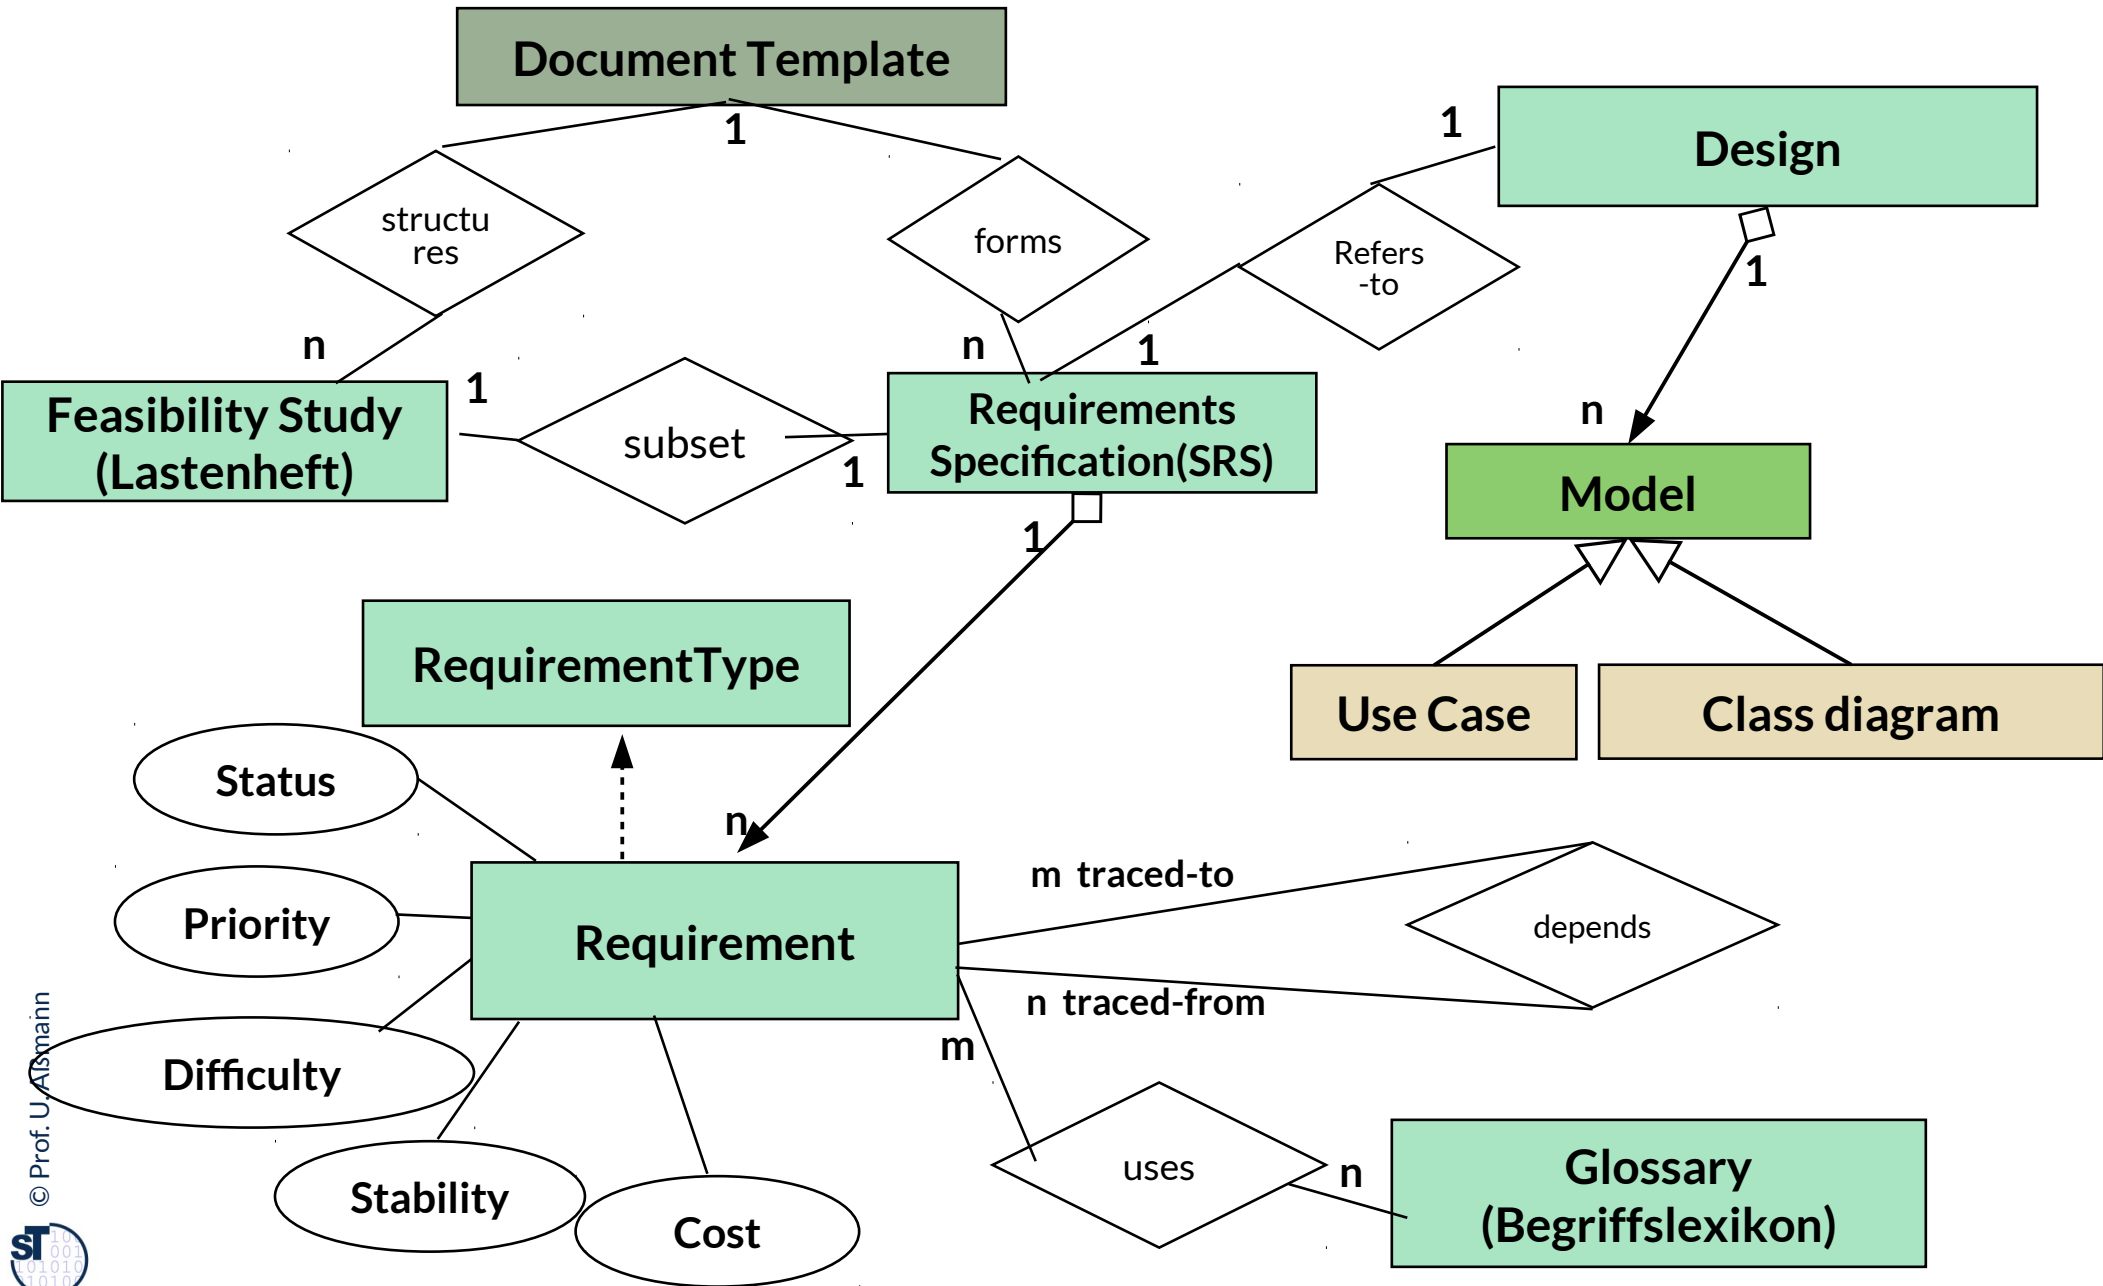 Document Template
1
1
Design
structu
res
forms
Refers
-to
1
n
n
1
n
Feasibility Study
(Lastenheft)
1
subset
1
Requirements
Specification(SRS)
Model
1
RequirementType
Use Case
Class diagram
Status
n
m traced-to
Priority
Requirement
depends
n traced-from
m
Difficulty
uses
n
Glossary
(Begriffslexikon)
Stability
Cost
© Prof. U. Aßmann
ST